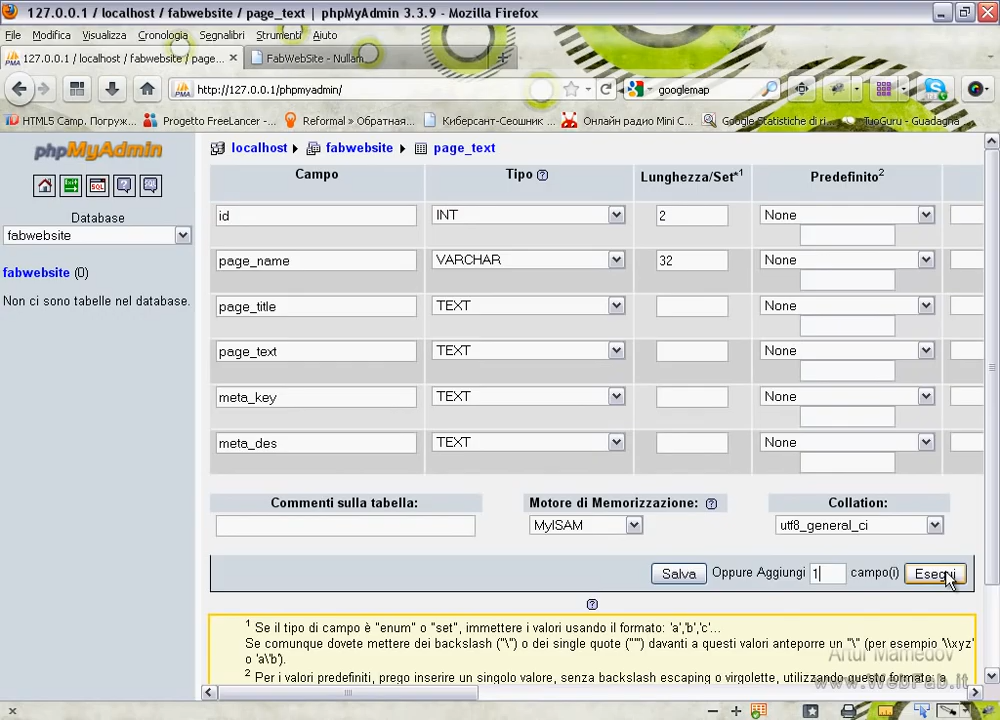 127.0.0.1 / localhost / fabwebsite / page_text | phpMyAdmin 3.3.9 - Mozilla Firefox
File Modifica Visualizza Cronologia Segnalibri Strumenti Aiuto
127.0.0.1 / localhost / fabwebsite / page... FabWebSite - Nullam...
http://127.0.0.1/phpmyadmin/ googlemap
HTML5 Camp. Погруж... Progetto FreeLancer -... Reformal » Обратная... Киберсант-Сеошник ... Онлайн радио Mini C... Google Statistiche di ri... TuoGuru - Guadagna...
phpMyAdmin
Database
fabwebsite
fabwebsite (0)
Non ci sono tabelle nel database.
localhost fabwebsite page_text
Campo Tipo Lunghezza/Set*1 Predefinito2
id INT 2 None
page_name VARCHAR 32 None
page_title TEXT None
page_text TEXT None
meta_key TEXT None
meta_des TEXT None
Commenti sulla tabella: Motore di Memorizzazione: Collation:
MyISAM utf8_general_ci
Salva Oppure Aggiungi 1 campo(i) Esegui
1 Se il tipo di campo è "enum" o "set", immettere i valori usando il formato: 'a','b','c'...
Se comunque dovete mettere dei backslash ("\") o dei single quote ("'") davanti a questi valori anteporre un "\" (per esempio '\\xyz'
o 'a\'b').
2 Per i valori predefiniti, prego inserire un singolo valore, senza backslash escaping o virgolette, utilizzando questo formato: a
Artur Mamedov
www.WebFab.it